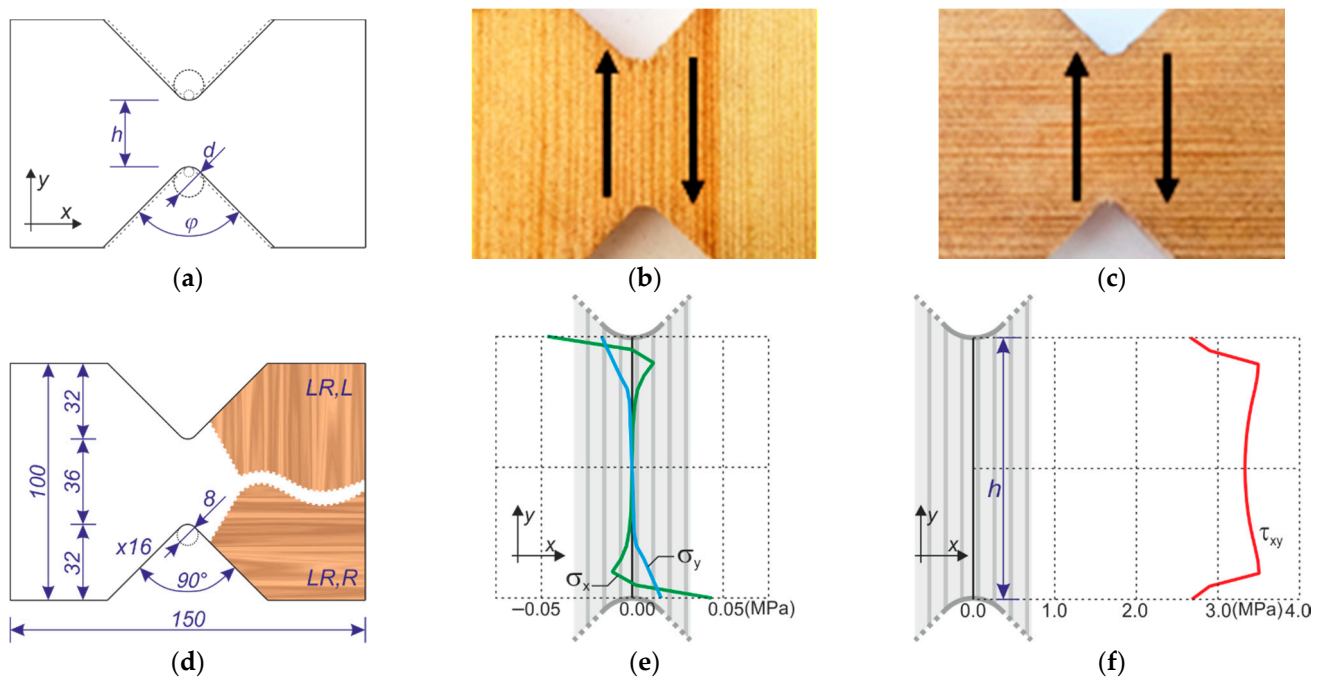 h
d
y
x
φ
(a)
(b)
(c)
32
100
36
32
8
x16
90°
150
LR,L
LR,R
(d)
y
x
σx
σy
−0.05
0.00
0.05(MPa)
(e)
h
y
x
τxy
0.0
1.0
2.0
3.0(MPa)
4.0
(f)